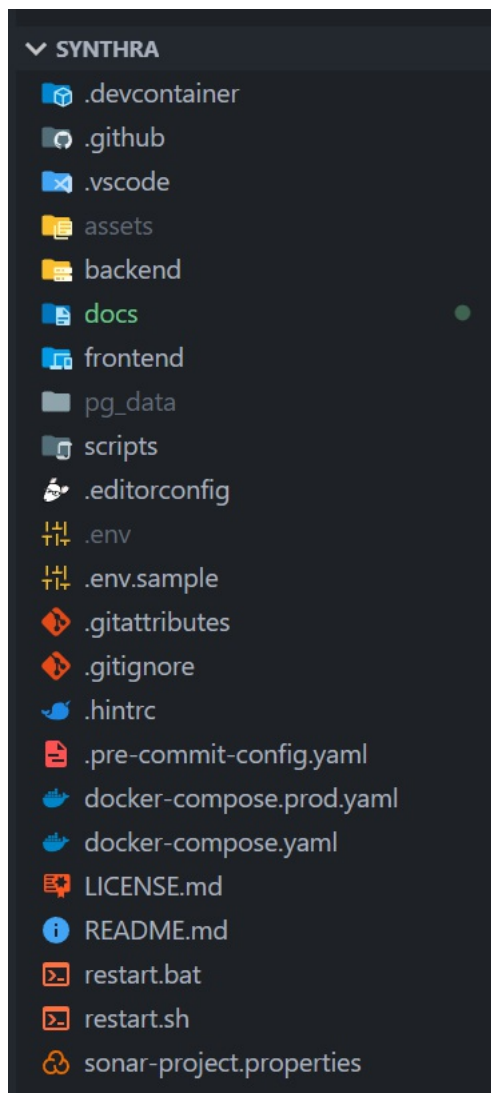 SYNTHRA
.devcontainer
.github
.vscode
assets
backend
docs
frontend
pg_data
scripts
.editorconfig
.env
.env.sample
.gitattributes
.gitignore
.hintrc
.pre-commit-config.yaml
docker-compose.prod.yaml
docker-compose.yaml
LICENSE.md
README.md
restart.bat
restart.sh
sonar-project.properties